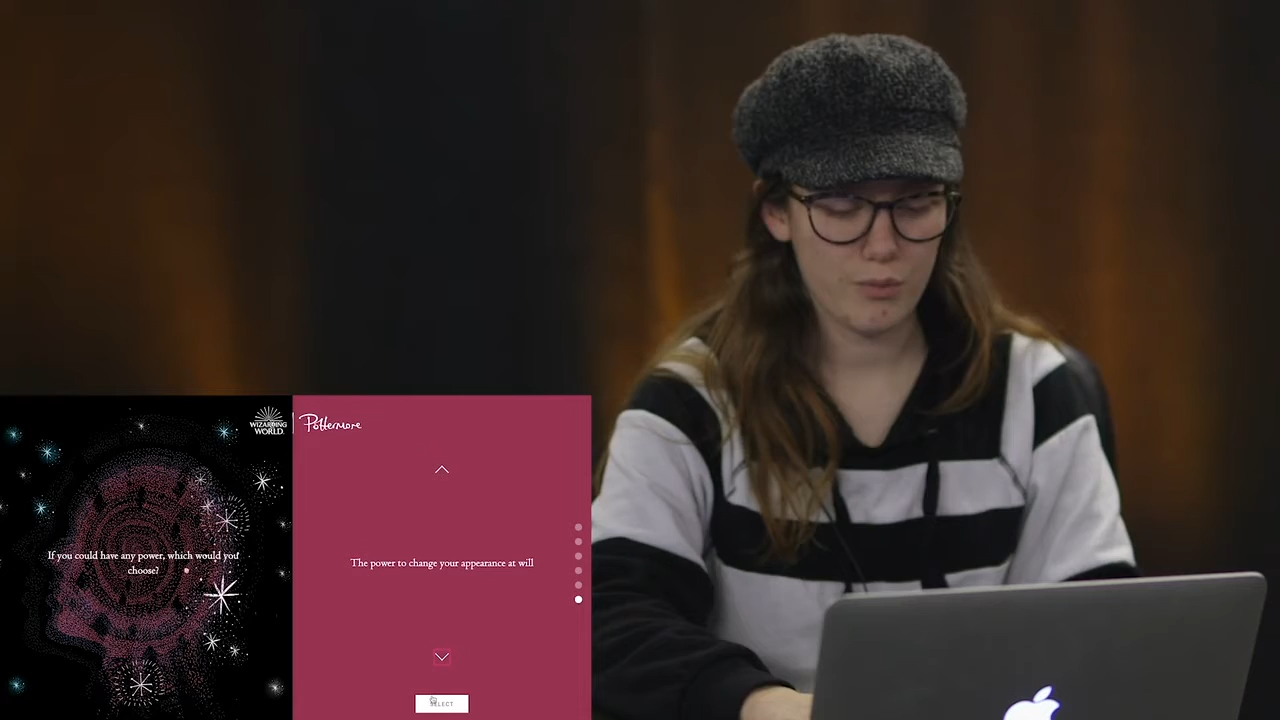 WIZARDING
WORLD
Pottermore
If you could have any power, which would you
choose?
The power to change your appearance at will
SELECT